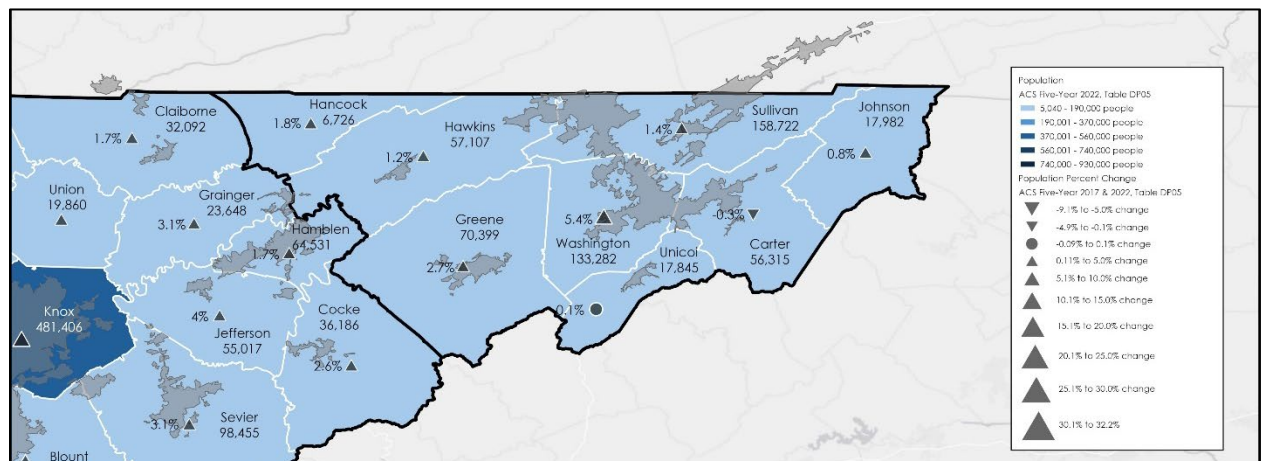 Claiborne
32,092
1.7%
Hancock
6,726
1.8%
Hawkins
57,107
1.2%
Sullivan
158,722
1.4%
Johnson
17,982
0.8%
Union
19,860
Grainger
23,648
3.1%
Hamblen
64,531
1.7%
Greene
70,399
2.7%
5.4%
Washington
133,282
Unicoi
17,845
0.1%
-0.3%
Carter
56,315
Knox
481,406
4%
Jefferson
55,017
Cocke
36,186
2.6%
3.1%
Sevier
98,455
Blount
Population
ACS Five-Year 2022, Table DP05
5,040 - 190,000 people
190,001 - 370,000 people
370,001 - 560,000 people
560,001 - 740,000 people
740,000 - 930,000 people
Population Percent Change
ACS Five-Year 2017 & 2022, Table DP05
-9.1% to -5.0% change
-4.9% to -0.1% change
-0.09% to 0.1% change
0.11% to 5.0% change
5.1% to 10.0% change
10.1% to 15.0% change
15.1% to 20.0% change
20.1% to 25.0% change
25.1% to 30.0% change
30.1% to 32.2%